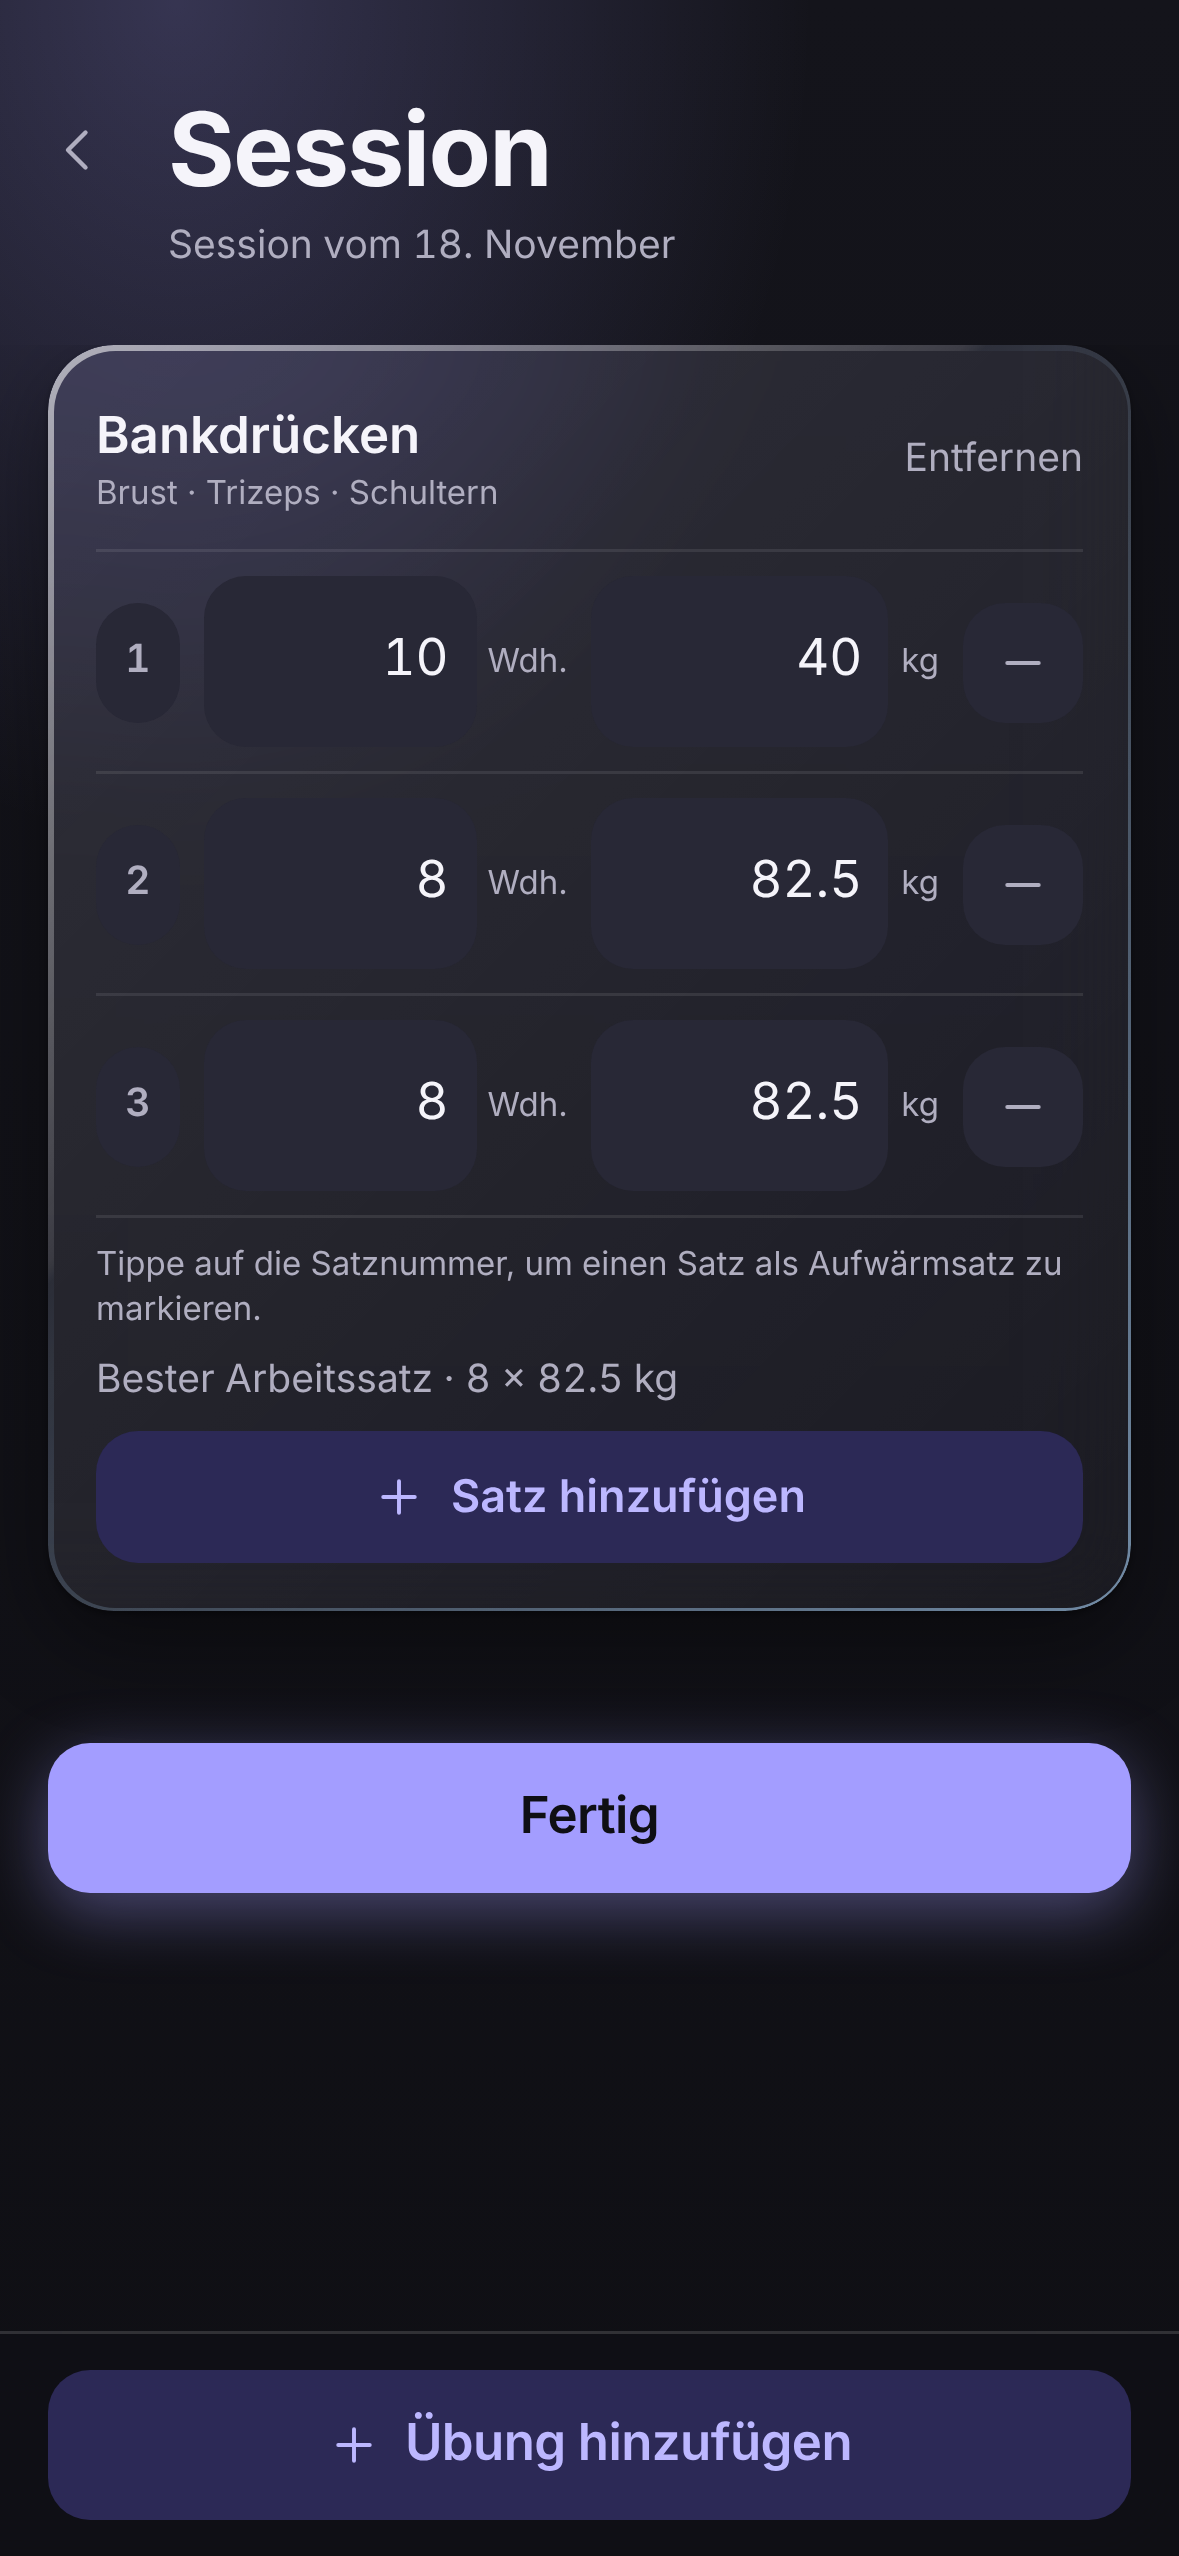 Session
Session vom 18. November
Bankdrücken
Brust · Trizeps · Schultern
Entfernen
1 10 Wdh. 40 kg —
2 8 Wdh. 82.5 kg —
3 8 Wdh. 82.5 kg —
Tippe auf die Satznummer, um einen Satz als Aufwärmsatz zu
markieren.
Bester Arbeitssatz · 8 × 82.5 kg
+ Satz hinzufügen
Fertig
+ Übung hinzufügen